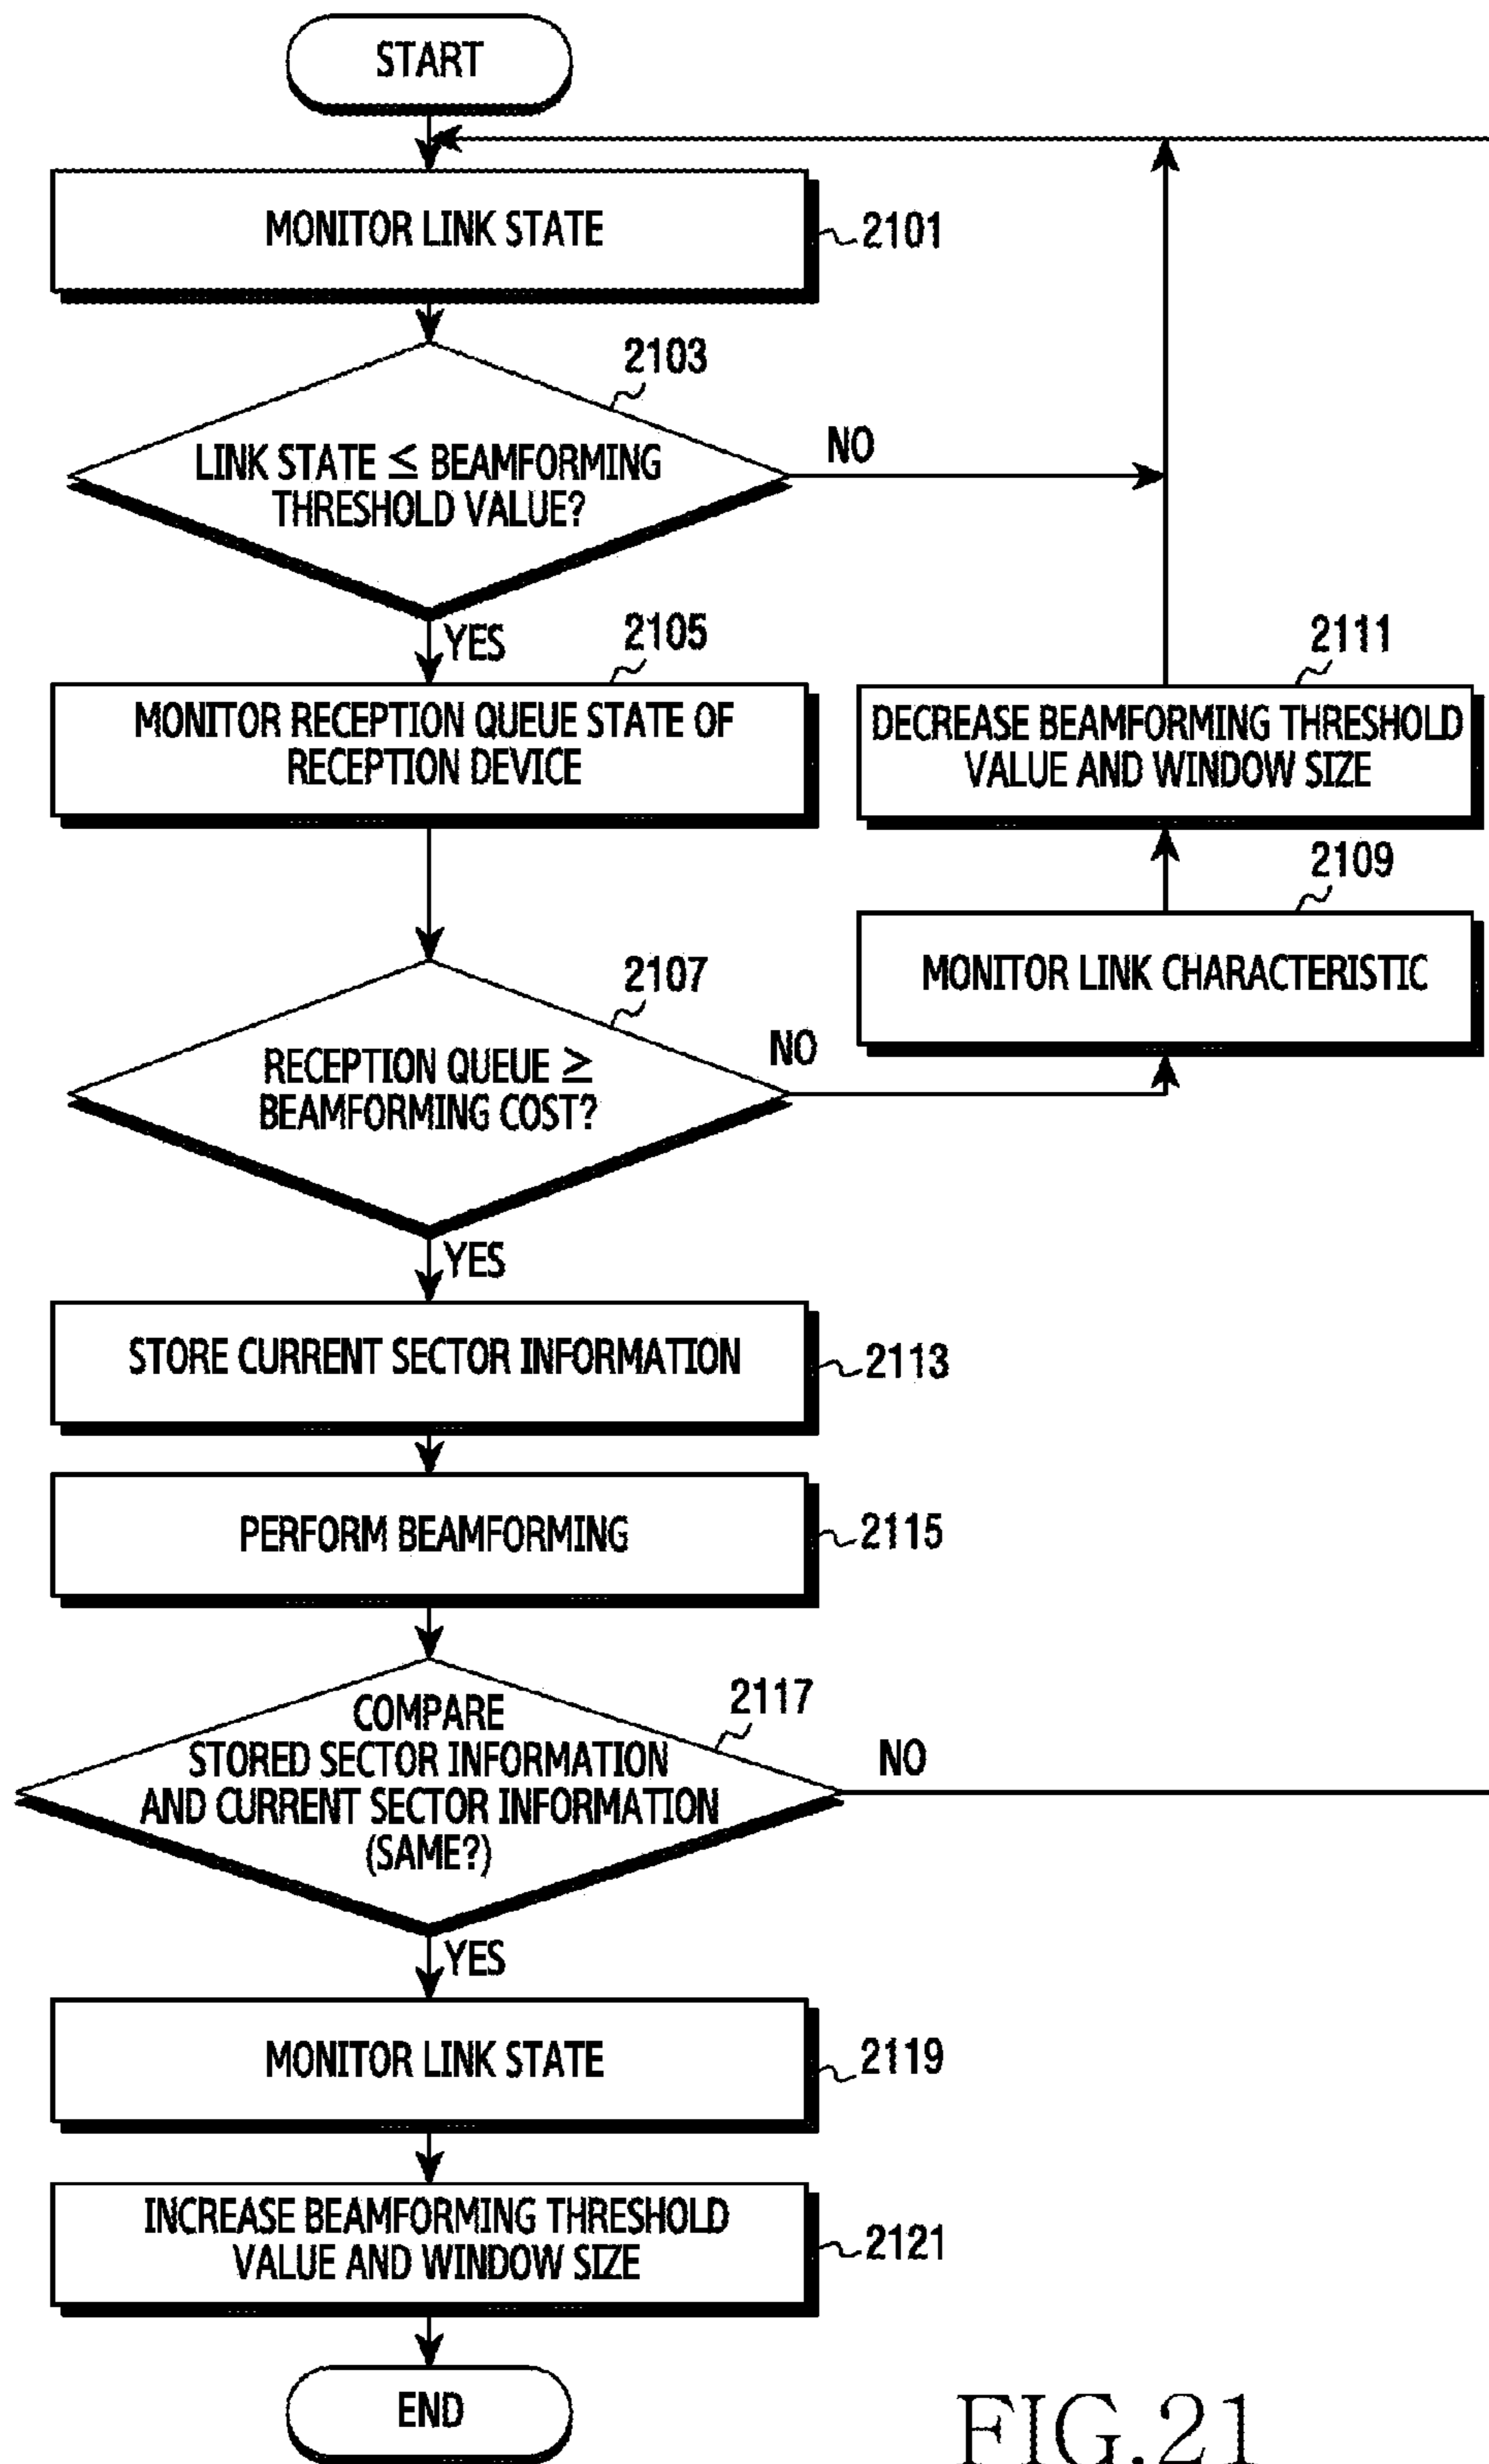 START
MONITOR LINK STATE
2101
2103
LINK STATE ≤ BEAMFORMING
THRESHOLD VALUE?
NO
YES
2105
MONITOR RECEPTION QUEUE STATE OF
RECEPTION DEVICE
2111
DECREASE BEAMFORMING THRESHOLD
VALUE AND WINDOW SIZE
2109
MONITOR LINK CHARACTERISTIC
2107
RECEPTION QUEUE ≥
BEAMFORMING COST?
NO
YES
STORE CURRENT SECTOR INFORMATION
2113
PERFORM BEAMFORMING
2115
2117
COMPARE
STORED SECTOR INFORMATION
AND CURRENT SECTOR INFORMATION
(SAME?)
NO
YES
MONITOR LINK STATE
2119
INCREASE BEAMFORMING THRESHOLD
VALUE AND WINDOW SIZE
2121
END
FIG.21